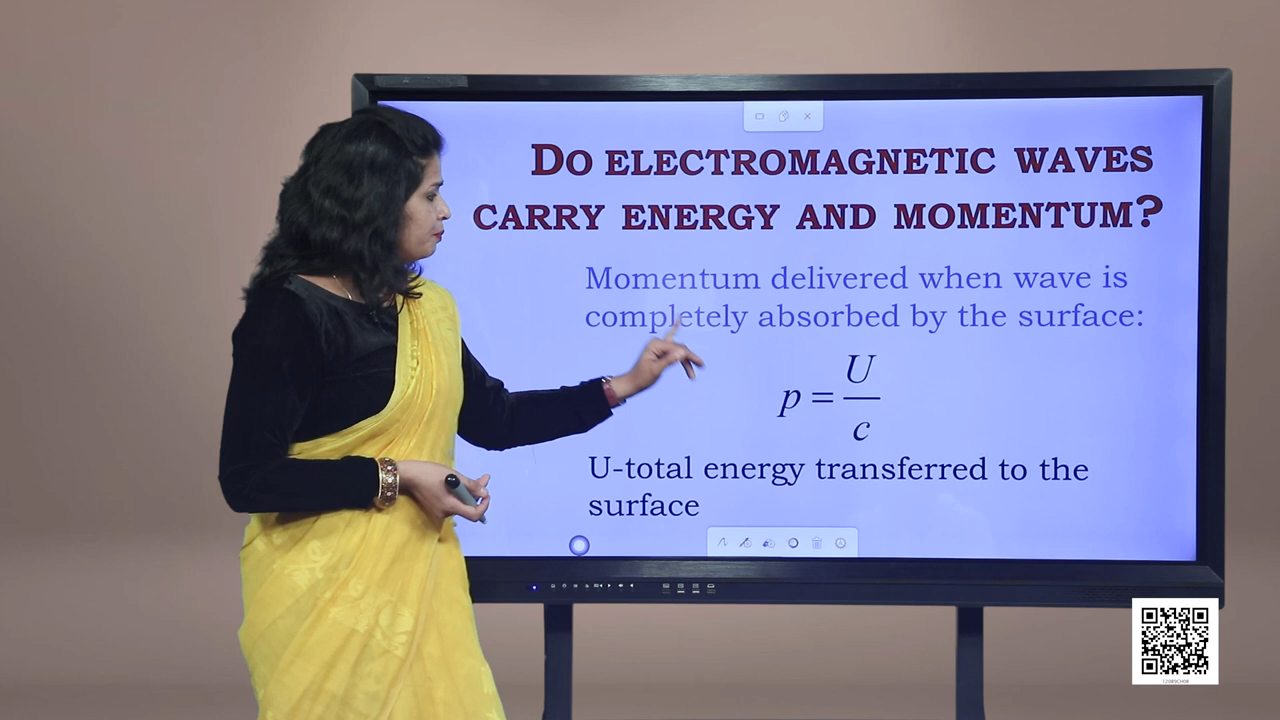 DO ELECTROMAGNETIC WAVES
CARRY ENERGY AND MOMENTUM?
Momentum delivered when wave is
completely absorbed by the surface:
p = U/c
U-total energy transferred to the
surface